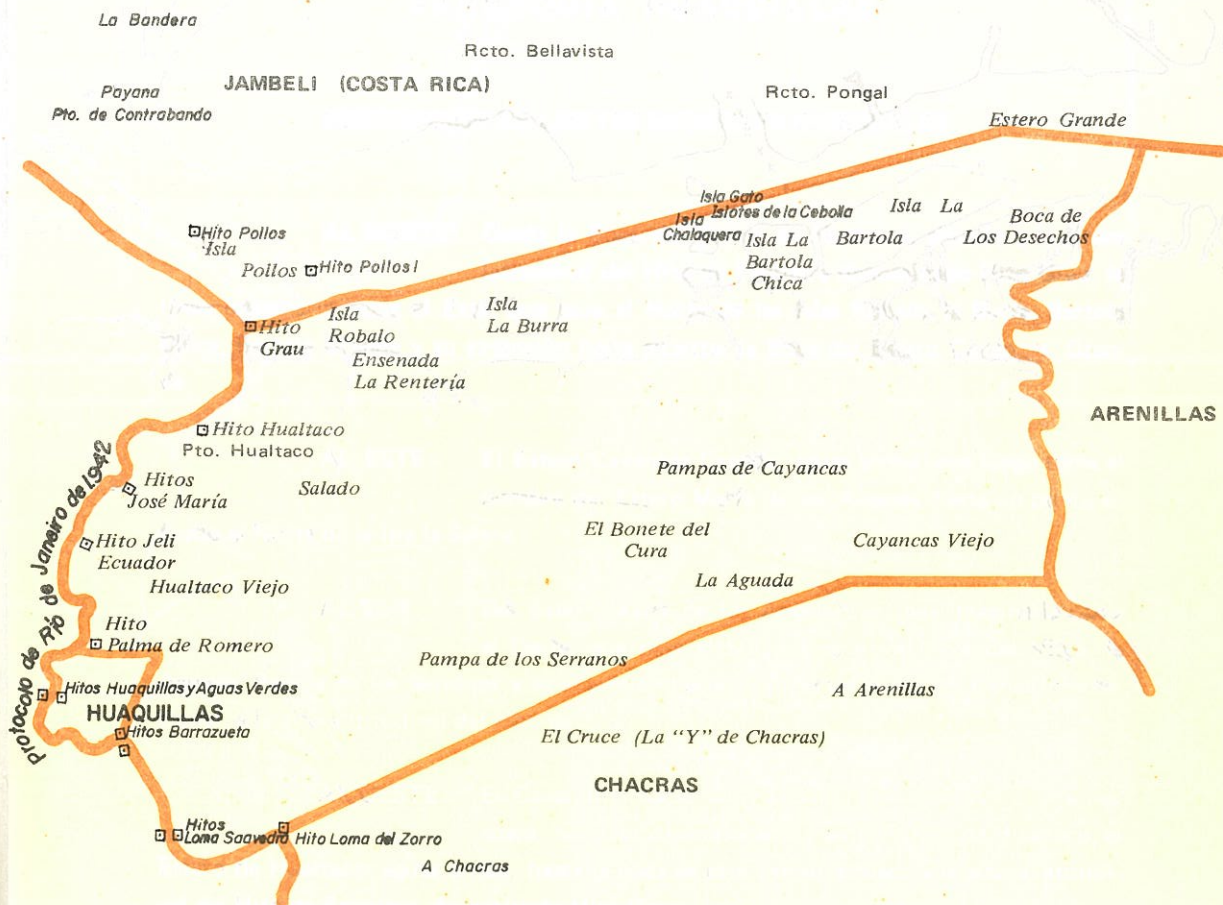 La Bandera
Rcto. Bellavista
JAMBELI (COSTA RICA)
Payana
Pto. de Contrabando
Rcto. Pongal
Estero Grande
Isla Gato
Islotes de la Cebolla
Isla
Chalaquera
Isla La
Bartola
Isla La
Bartola
Chica
Boca de
Los Desechos
Hito Pollos
Isla
Pollos
Hito Pollos I
Hito
Grau
Isla
Robalo
Isla
La Burra
Ensenada
La Rentería
ARENILLAS
Hito Hualtaco
Pto. Hualtaco
Protocolo de Río de Janeiro de 1.942
Hitos
José María
Salado
Pampas de Cayancas
Hito Jeli
Ecuador
El Bonete del
Cura
Cayancas Viejo
Hualtaco Viejo
La Aguada
Hito
Palma de Romero
Pampa de los Serranos
Hitos Huaquillas y Aguas Verdes
HUAQUILLAS
A Arenillas
Hitos Barrazueta
El Cruce (La “Y” de Chacras)
CHACRAS
Hitos
Loma Saavedra
Hito Loma del Zorro
A Chacras